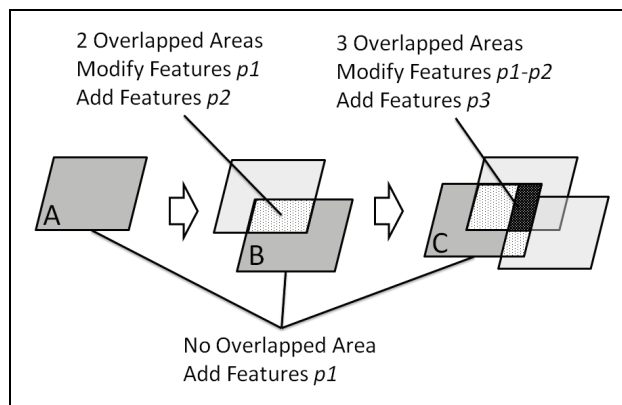 2 Overlapped Areas
Modify Features p1
Add Features p2
3 Overlapped Areas
Modify Features p1-p2
Add Features p3
A
B
C
No Overlapped Area
Add Features p1